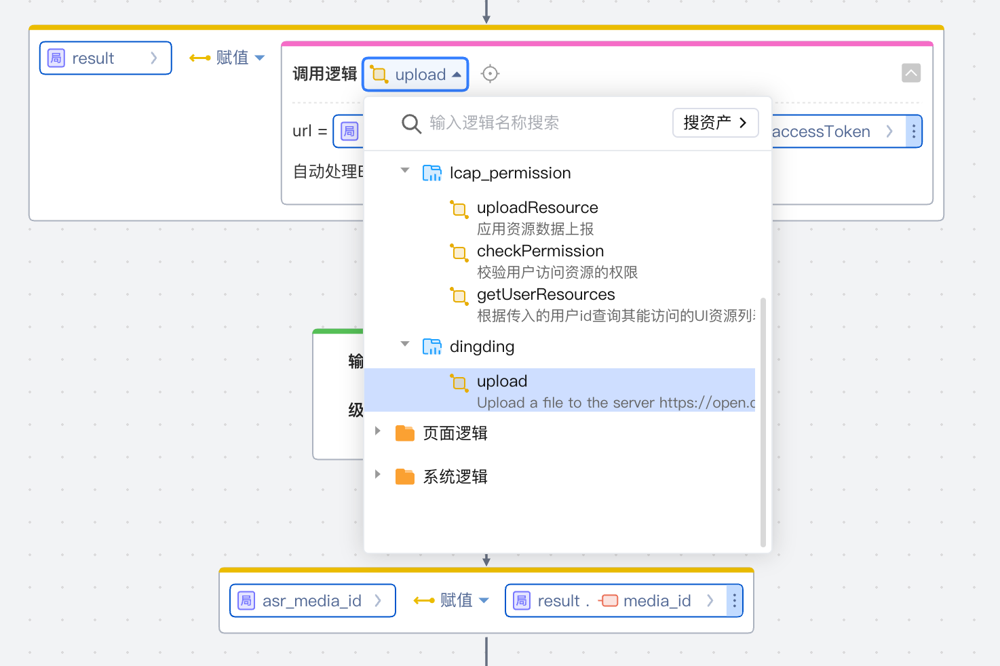 局 result 赋值
调用逻辑 upload
输入逻辑名称搜索 搜资产
url = 局 accessToken
自动处理
lcap_permission
uploadResource
应用资源数据上报
checkPermission
校验用户访问资源的权限
getUserResources
根据传入的用户id查询其能访问的UI资源列
dingding
输
upload
Upload a file to the server https://open.
级
页面逻辑
系统逻辑
局 asr_media_id 赋值 局 result . media_id